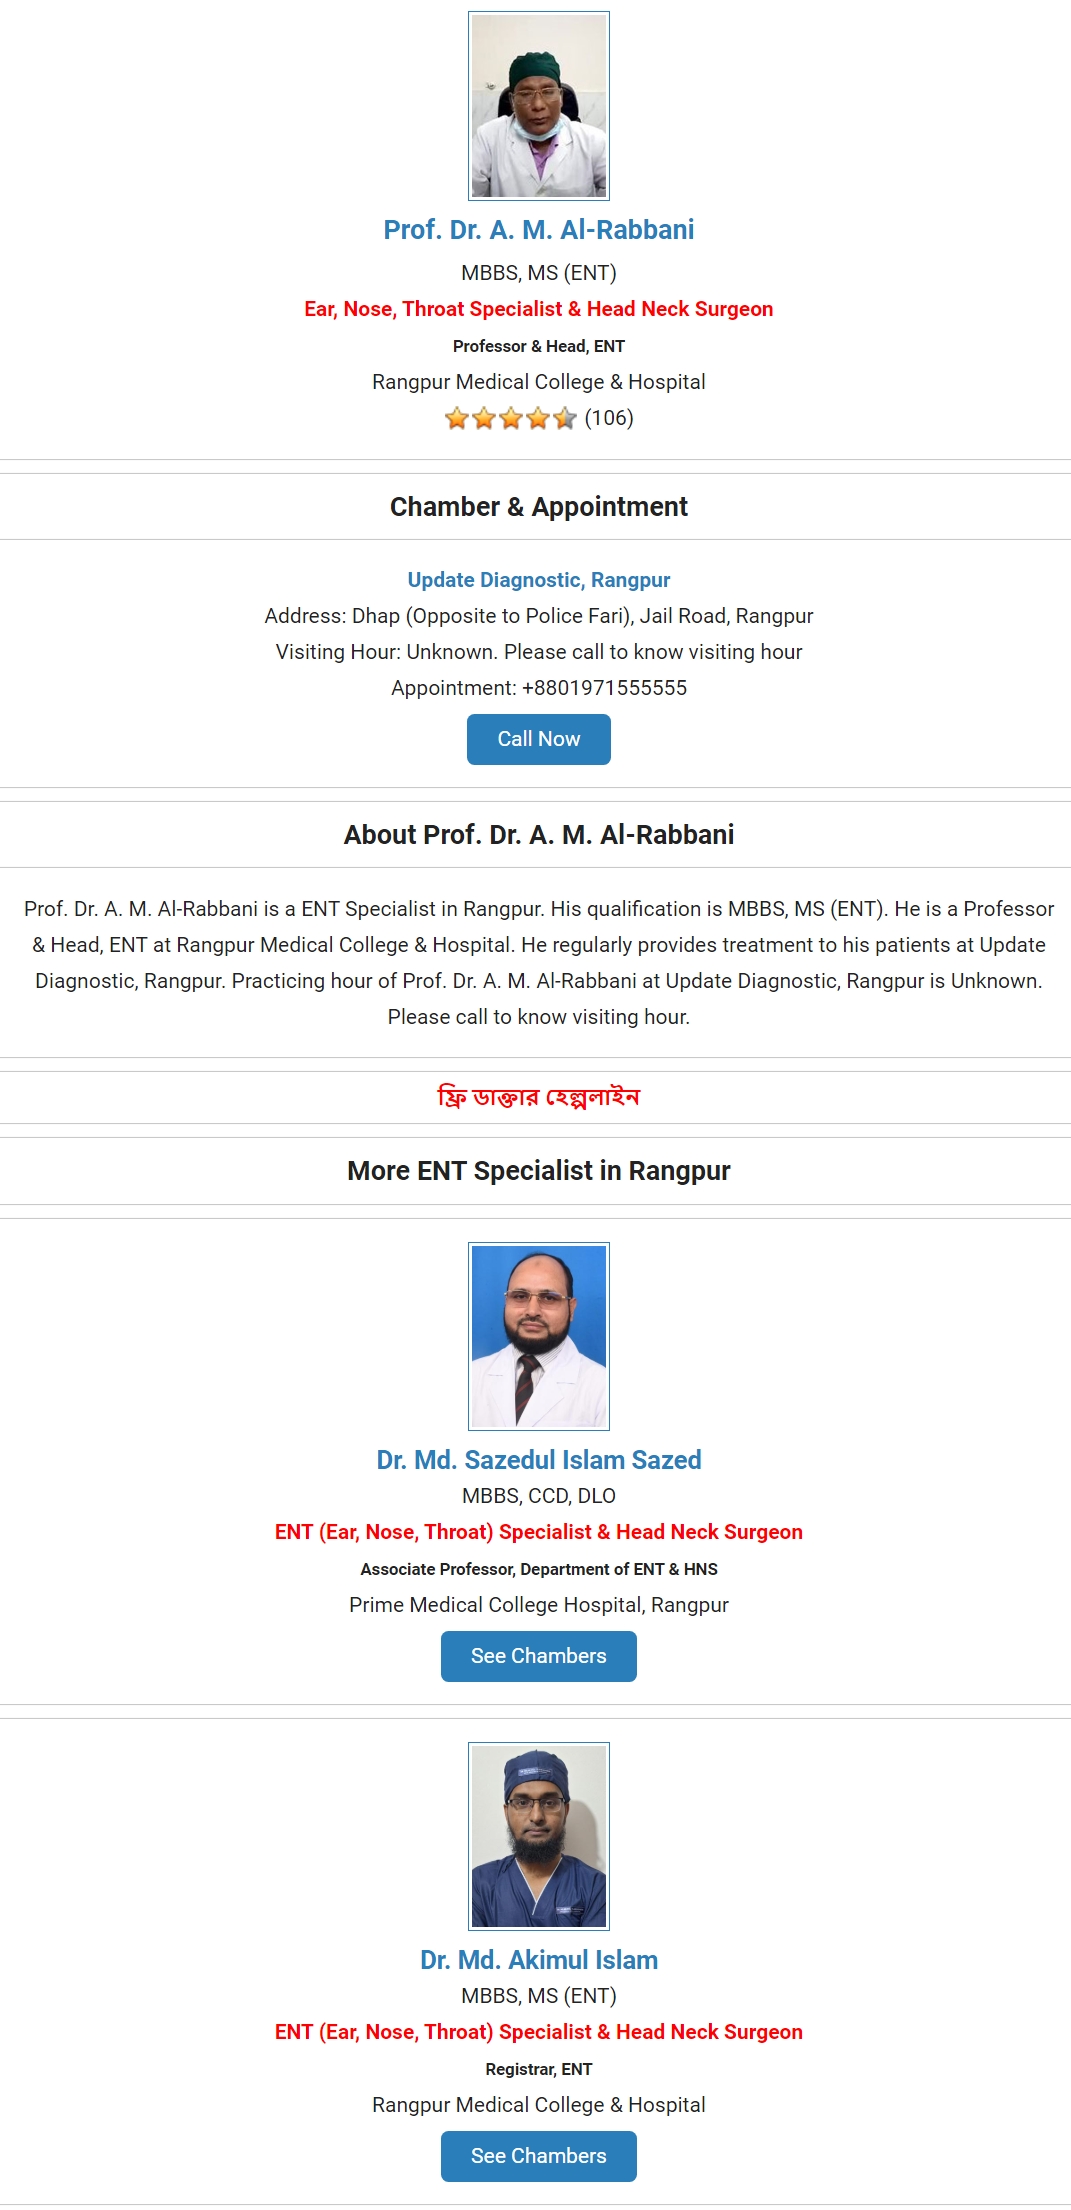 Prof. Dr. A. M. Al-Rabbani
MBBS, MS (ENT)
Ear, Nose, Throat Specialist & Head Neck Surgeon
Professor & Head, ENT
Rangpur Medical College & Hospital
(106)
Chamber & Appointment
Update Diagnostic, Rangpur
Address: Dhap (Opposite to Police Fari), Jail Road, Rangpur
Visiting Hour: Unknown. Please call to know visiting hour
Appointment: +8801971555555
Call Now
About Prof. Dr. A. M. Al-Rabbani
Prof. Dr. A. M. Al-Rabbani is a ENT Specialist in Rangpur. His qualification is MBBS, MS (ENT). He is a Professor
& Head, ENT at Rangpur Medical College & Hospital. He regularly provides treatment to his patients at Update
Diagnostic, Rangpur. Practicing hour of Prof. Dr. A. M. Al-Rabbani at Update Diagnostic, Rangpur is Unknown.
Please call to know visiting hour.
ফ্রি ডাক্তার হেল্পলাইন
More ENT Specialist in Rangpur
Dr. Md. Sazedul Islam Sazed
MBBS, CCD, DLO
ENT (Ear, Nose, Throat) Specialist & Head Neck Surgeon
Associate Professor, Department of ENT & HNS
Prime Medical College Hospital, Rangpur
See Chambers
Dr. Md. Akimul Islam
MBBS, MS (ENT)
ENT (Ear, Nose, Throat) Specialist & Head Neck Surgeon
Registrar, ENT
Rangpur Medical College & Hospital
See Chambers